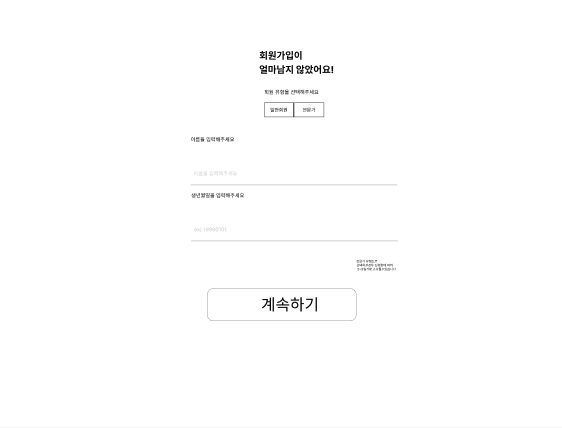 회원가입이
얼마남지 않았어요!
회원 유형을 선택해주세요
일반회원
전문가
이름을 입력해주세요
이름을 입력해주세요
생년월일을 입력해주세요
(ex) 19990101
계속하기